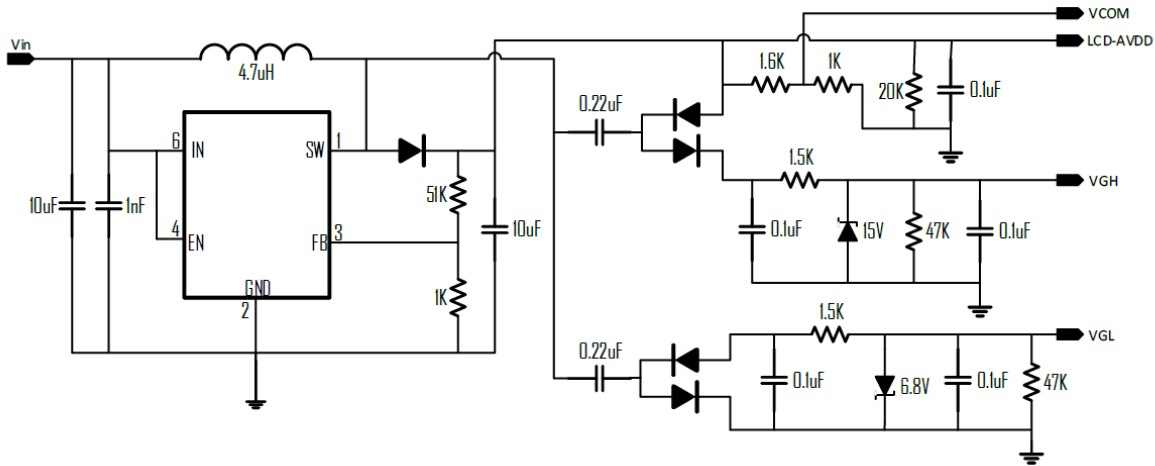 VCOM
Vin
LCD-AVDD
4.7uH
1.6K
1K
20K
0.1uF
0.22uF
6
IN
SW
1
1.5K
VGH
51K
10uF
1nF
4
EN
FB
3
10uF
0.1uF
15V
47K
0.1uF
GND
2
1K
1.5K
VGL
0.22uF
0.1uF
6.8V
0.1uF
47K